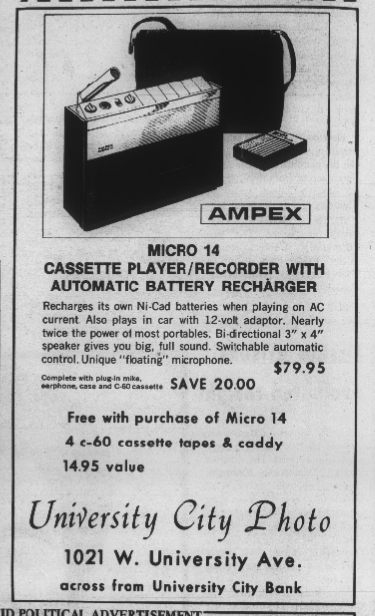 AMPEX
MICRO 14
CASSETTE PLAYER/RECORDER WITH
AUTOMATIC BATTERY RECHARGER
Recharges its own Ni-Cad batteries when playing on AC
current. Also plays in car with 12-volt adaptor. Nearly
twice the power of most portables. Bi-directional 3" x 4"
speaker gives you big, full sound. Switchable automatic
control. Unique "floating" microphone.
$79.95
Complete with plug-in mike,
earphone, case and C-60 cassette SAVE 20.00
Free with purchase of Micro 14
4 c-60 cassette tapes & caddy
14.95 value
University City Photo
1021 W. University Ave.
across from University City Bank
ID POLITICAL ADVERTISEMENT